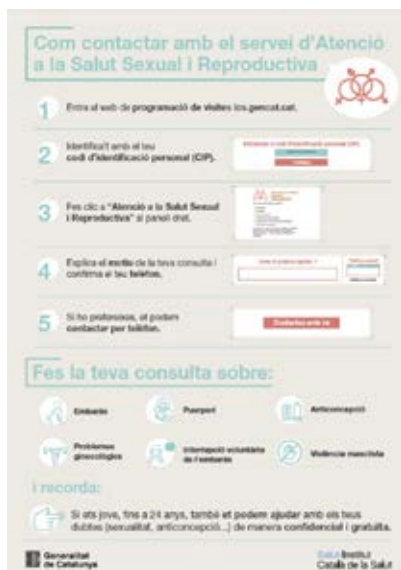 Com contactar amb el servei d'Atenció
a la Salut Sexual i Reproductiva
1
Entra al web de programació de visites ics.gencat.cat.
2
Identifica't amb el teu
codi d'identificació personal (CIP).
3
Fes clic a "Atenció a la Salut Sexual
i Reproductiva" al panell dret.
4
Explica el motiu de la teva consulta i
confirma el teu telèfon.
5
Si ho prefereixes, et podem
contactar per telèfon.
Contacteu amb
Fes la teva consulta sobre:
Embaràs
Puerperi
Anticoncepció
Problemes
ginecològics
Interrupció voluntària
de l'embaràs
Violència masclista
i recorda:
Si ets jove, fins a 24 anys, també et podem ajudar amb els teus
dubtes (sexualitat, anticoncepció...) de manera confidencial i gratuïta.
Generalitat
de Catalunya
Salut Institut
Català de la Salut